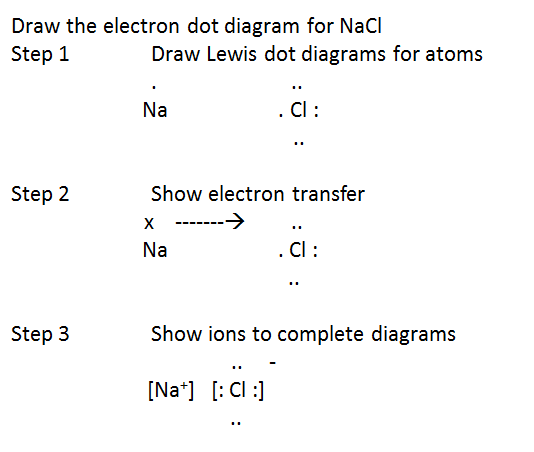 Draw the electron dot diagram for NaCl
Step 1 Draw Lewis dot diagrams for atoms
. ..
Na . Cl :
..
Step 2 Show electron transfer
x -------→ ..
Na . Cl :
..
Step 3 Show ions to complete diagrams
.. -
[Na⁺] [: Cl :]
..